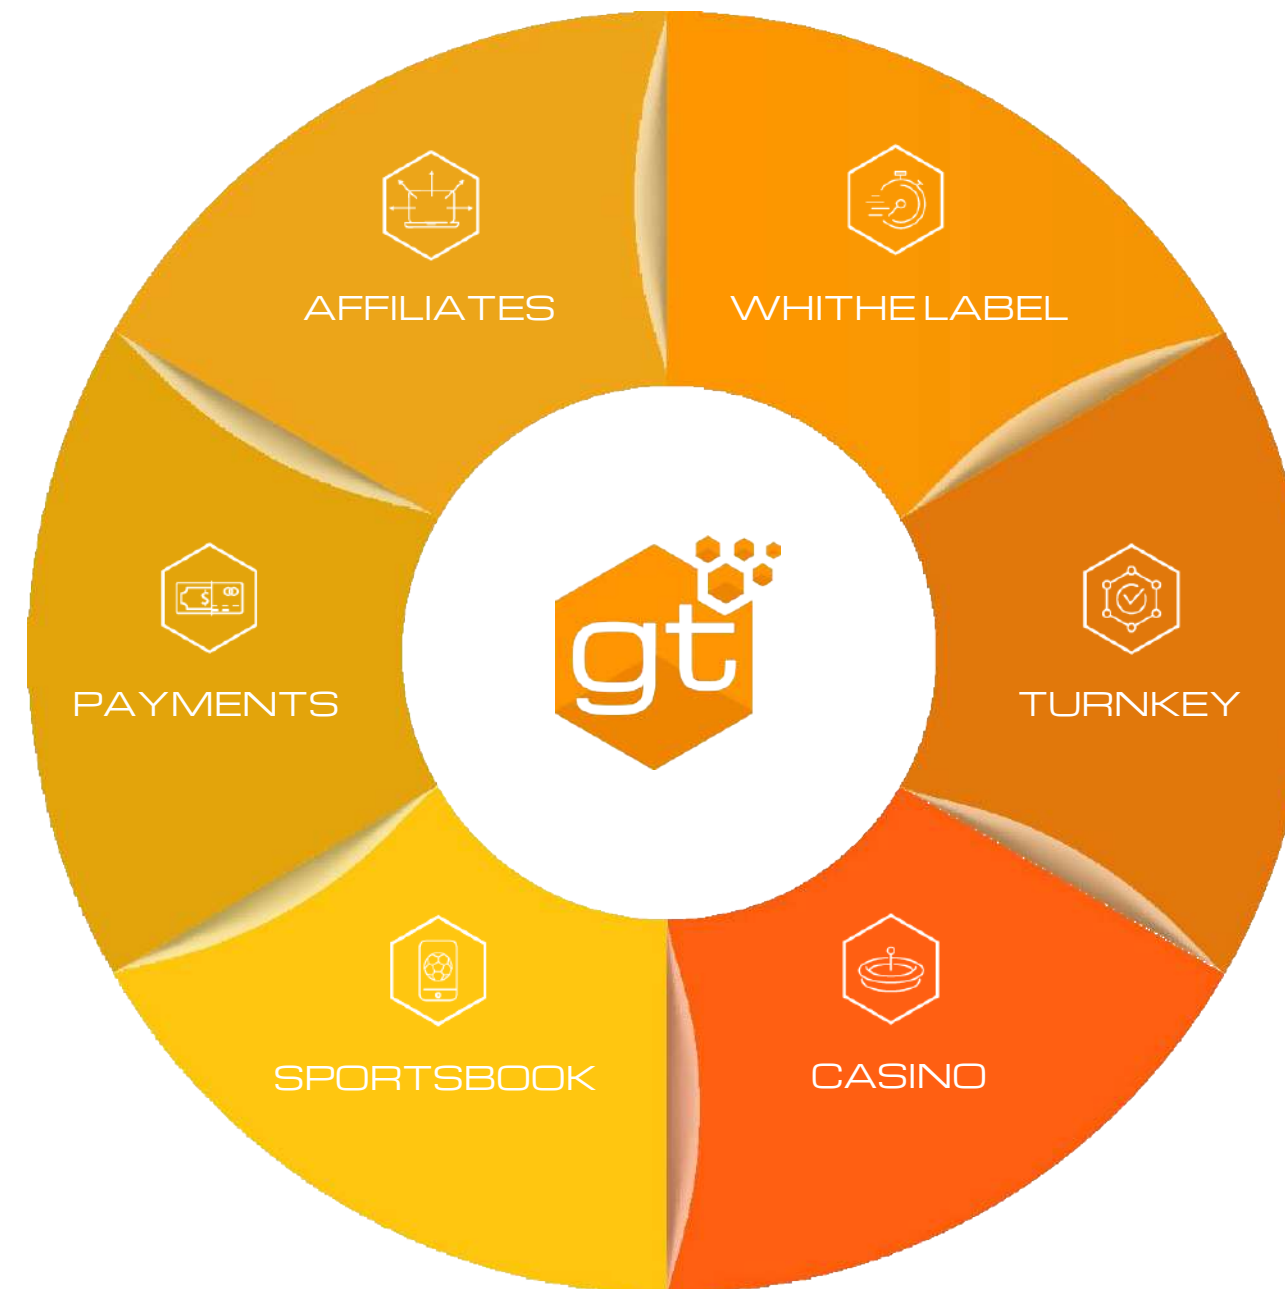 AFFILIATES
WHITHE LABEL
gt
$
PAYMENTS
TURNKEY
SPORTSBOOK
CASINO